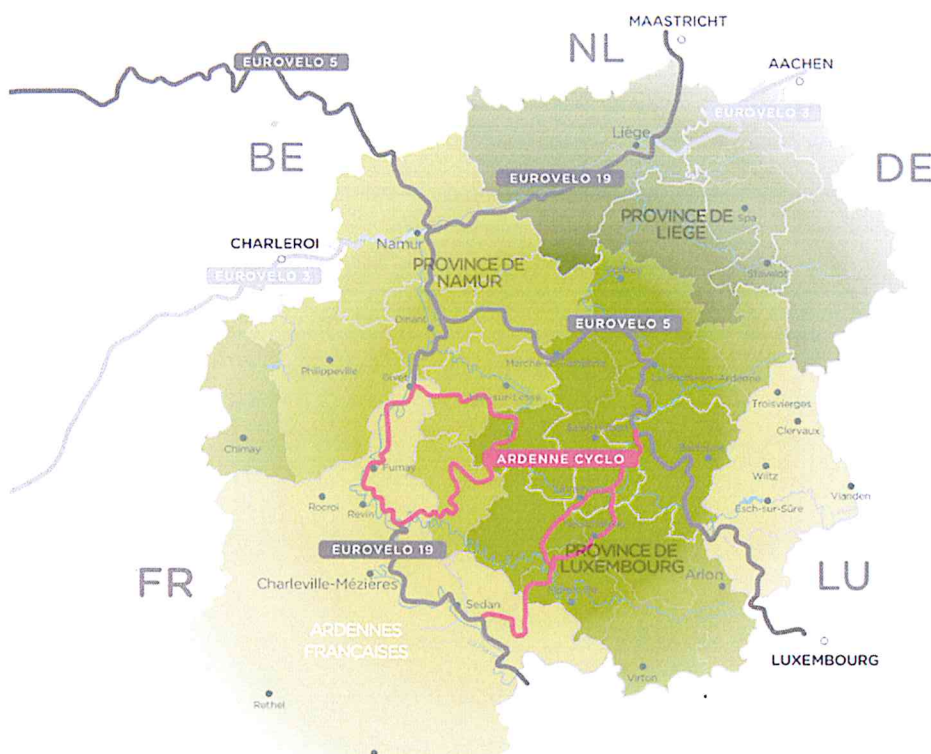 MAASTRICHT
NL
EUROVELO 5
AACHEN
EUROVELO 3
Liège
BE
DE
EUROVELO 19
PROVINCE DE
LIEGE
Spa
CHARLEROI
Namur
Stavelot
EUROVELO 3
PROVINCE DE
NAMUR
Dinant
EUROVELO 5
Philippeville
Givet
Troisvierges
Clervaux
Chimay
ARDENNE CYCLO
Fumay
Wiltz
Vianden
Rocroi
Revin
Esch-sur-Sûre
EUROVELO 19
PROVINCE DE
LUXEMBOURG
FR
Charleville-Mézières
Arlon
LU
Sedan
ARDENNES
FRANÇAISES
LUXEMBOURG
Virton
Rethel